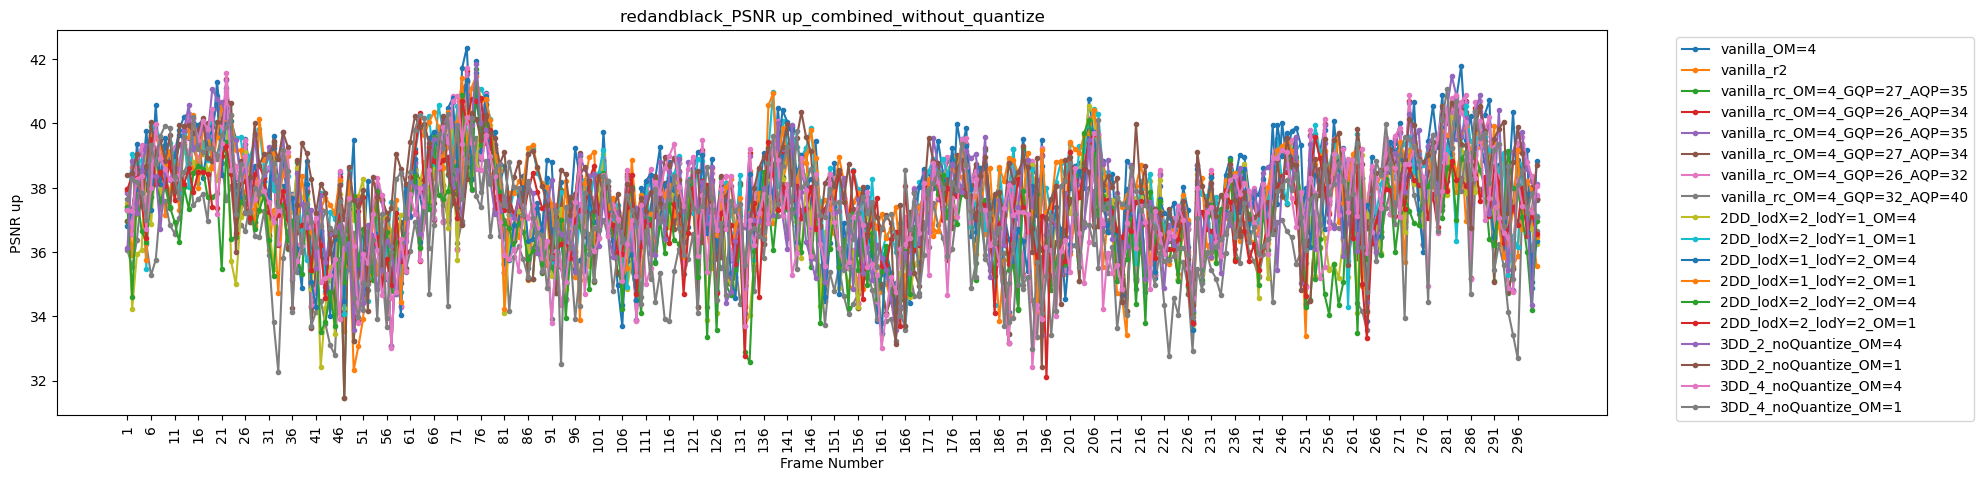 redandblack_PSNR up_combined_without_quantize
PSNR up
42
40
38
36
34
32
1 6 11 16 21 26 31 36 41 46 51 56 61 66 71 76 81 86 91 96 101 106 111 116 121 126 131 136 141 146 151 156 161 166 171 176 181 186 191 196 201 206 211 216 221 226 231 236 241 246 251 256 261 266 271 276 281 286 291 296
Frame Number
vanilla_OM=4
vanilla_r2
vanilla_rc_OM=4_GQP=27_AQP=35
vanilla_rc_OM=4_GQP=26_AQP=34
vanilla_rc_OM=4_GQP=26_AQP=35
vanilla_rc_OM=4_GQP=27_AQP=34
vanilla_rc_OM=4_GQP=26_AQP=32
vanilla_rc_OM=4_GQP=32_AQP=40
2DD_lodX=2_lodY=1_OM=4
2DD_lodX=2_lodY=1_OM=1
2DD_lodX=1_lodY=2_OM=4
2DD_lodX=1_lodY=2_OM=1
2DD_lodX=2_lodY=2_OM=4
2DD_lodX=2_lodY=2_OM=1
3DD_2_noQuantize_OM=4
3DD_2_noQuantize_OM=1
3DD_4_noQuantize_OM=4
3DD_4_noQuantize_OM=1